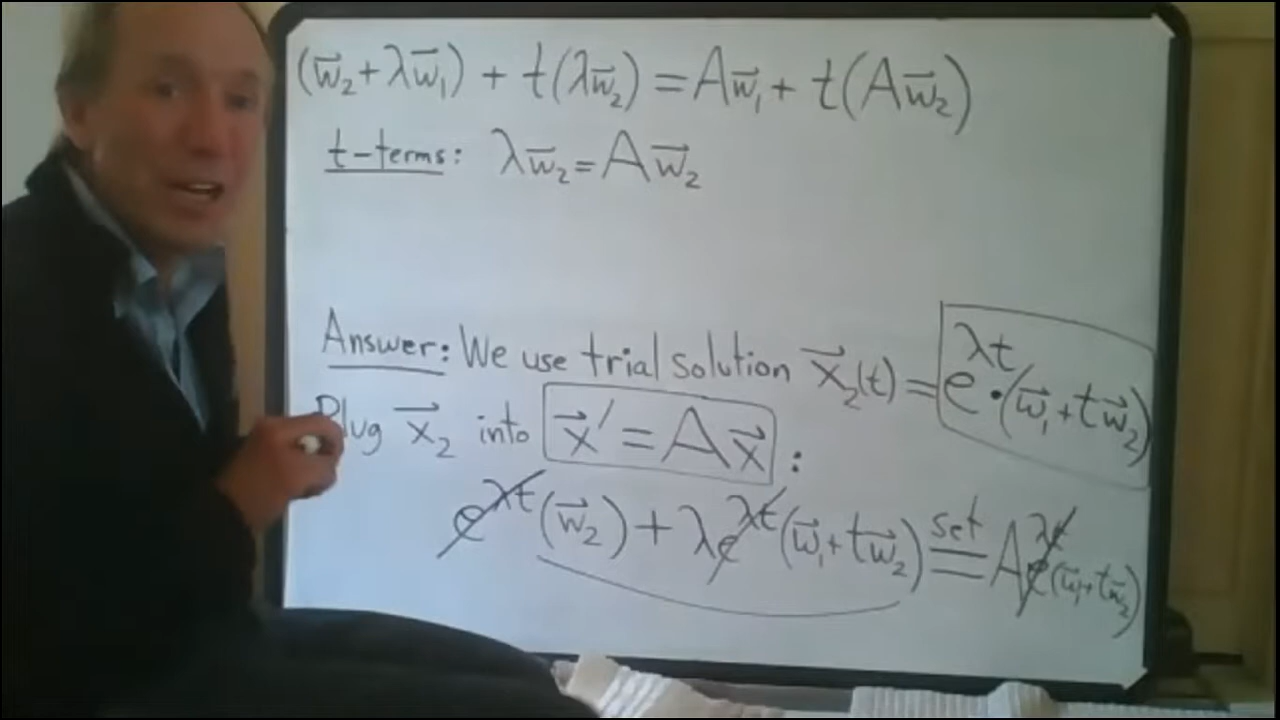 (w⃗₂+λw⃗₁) + t(λw⃗₂) = Aw⃗₁ + t(Aw⃗₂)
t-terms: λw⃗₂ = Aw⃗₂
Answer: We use trial solution x⃗₂(t) = e^λt·(w⃗₁+tw⃗₂)
Plug x⃗₂ into x⃗' = Ax⃗ :
e^λt(w⃗₂) + λe^λt(w⃗₁+tw⃗₂) set = Ae^λt(w⃗₁+tw⃗₂)